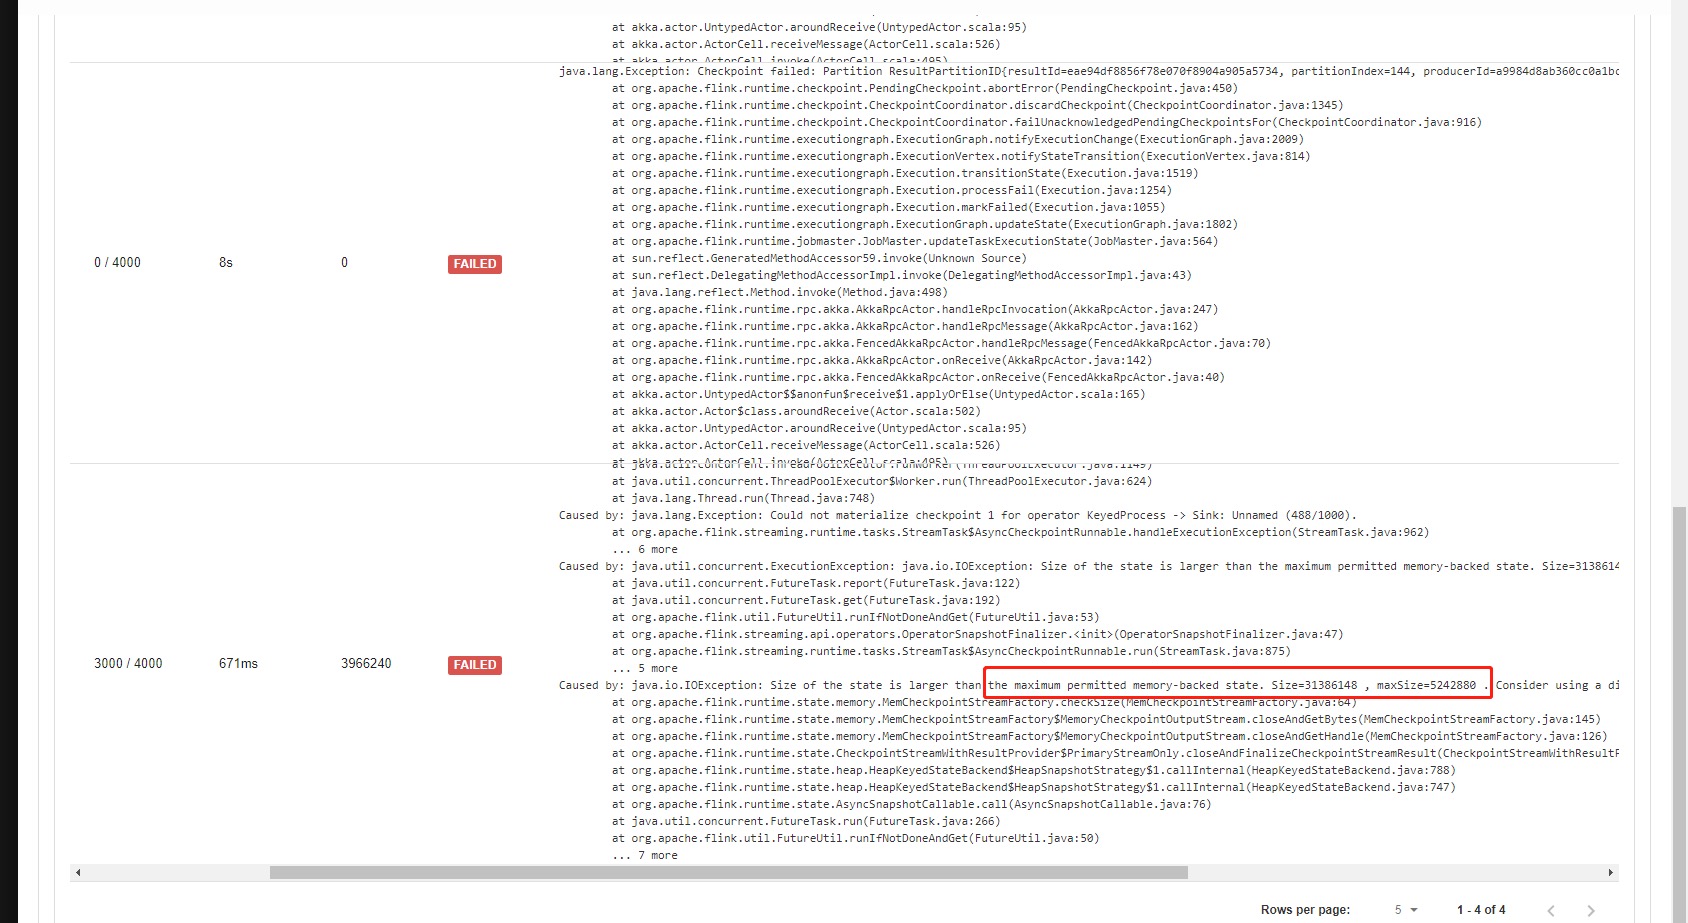 at akka.actor.UntypedActor.aroundReceive(UntypedActor.scala:95)
at akka.actor.ActorCell.receiveMessage(ActorCell.scala:526)
at akka.actor.ActorCell.invoke(ActorCell.scala:495)
java.lang.Exception: Checkpoint failed: Partition ResultPartitionID{resultId=eae94df8856f78e070f8904a905a5734, partitionIndex=144, producerId=a9984d8ab360cc0a1bc
at org.apache.flink.runtime.checkpoint.PendingCheckpoint.abortError(PendingCheckpoint.java:450)
at org.apache.flink.runtime.checkpoint.CheckpointCoordinator.discardCheckpoint(CheckpointCoordinator.java:1345)
at org.apache.flink.runtime.checkpoint.CheckpointCoordinator.failUnacknowledgedPendingCheckpointsFor(CheckpointCoordinator.java:916)
at org.apache.flink.runtime.executiongraph.ExecutionGraph.notifyExecutionChange(ExecutionGraph.java:2009)
at org.apache.flink.runtime.executiongraph.ExecutionVertex.notifyStateTransition(ExecutionVertex.java:814)
at org.apache.flink.runtime.executiongraph.Execution.transitionState(Execution.java:1519)
at org.apache.flink.runtime.executiongraph.Execution.processFail(Execution.java:1254)
at org.apache.flink.runtime.executiongraph.Execution.markFailed(Execution.java:1055)
at org.apache.flink.runtime.executiongraph.ExecutionGraph.updateState(ExecutionGraph.java:1802)
at org.apache.flink.runtime.jobmaster.JobMaster.updateTaskExecutionState(JobMaster.java:564)
at sun.reflect.GeneratedMethodAccessor59.invoke(Unknown Source)
0 / 4000 8s 0 FAILED
at sun.reflect.DelegatingMethodAccessorImpl.invoke(DelegatingMethodAccessorImpl.java:43)
at java.lang.reflect.Method.invoke(Method.java:498)
at org.apache.flink.runtime.rpc.akka.AkkaRpcActor.handleRpcInvocation(AkkaRpcActor.java:247)
at org.apache.flink.runtime.rpc.akka.AkkaRpcActor.handleRpcMessage(AkkaRpcActor.java:162)
at org.apache.flink.runtime.rpc.akka.FencedAkkaRpcActor.handleRpcMessage(FencedAkkaRpcActor.java:70)
at org.apache.flink.runtime.rpc.akka.AkkaRpcActor.onReceive(AkkaRpcActor.java:142)
at org.apache.flink.runtime.rpc.akka.FencedAkkaRpcActor.onReceive(FencedAkkaRpcActor.java:40)
at akka.actor.UntypedActor$$anonfun$receive$1.applyOrElse(UntypedActor.scala:165)
at akka.actor.Actor$class.aroundReceive(Actor.scala:502)
at akka.actor.UntypedActor.aroundReceive(UntypedActor.scala:95)
at akka.actor.ActorCell.receiveMessage(ActorCell.scala:526)
at akka.actor.ActorCell.invoke(ActorCell.scala:495)
at java.util.concurrent.ThreadPoolExecutor.runWorker(ThreadPoolExecutor.java:1149)
at java.util.concurrent.ThreadPoolExecutor$Worker.run(ThreadPoolExecutor.java:624)
at java.lang.Thread.run(Thread.java:748)
Caused by: java.lang.Exception: Could not materialize checkpoint 1 for operator KeyedProcess -> Sink: Unnamed (488/1000).
at org.apache.flink.streaming.runtime.tasks.StreamTask$AsyncCheckpointRunnable.handleExecutionException(StreamTask.java:962)
... 6 more
Caused by: java.util.concurrent.ExecutionException: java.io.IOException: Size of the state is larger than the maximum permitted memory-backed state. Size=3138614
at java.util.concurrent.FutureTask.report(FutureTask.java:122)
at java.util.concurrent.FutureTask.get(FutureTask.java:192)
at org.apache.flink.util.FutureUtil.runIfNotDoneAndGet(FutureUtil.java:53)
at org.apache.flink.streaming.api.operators.OperatorSnapshotFinalizer.<init>(OperatorSnapshotFinalizer.java:47)
at org.apache.flink.streaming.runtime.tasks.StreamTask$AsyncCheckpointRunnable.run(StreamTask.java:875)
3000 / 4000 671ms 3966240 FAILED
... 5 more
Caused by: java.io.IOException: Size of the state is larger than the maximum permitted memory-backed state. Size=31386148 , maxSize=5242880 . Consider using a di
at org.apache.flink.runtime.state.memory.MemCheckpointStreamFactory.checkSize(MemCheckpointStreamFactory.java:64)
at org.apache.flink.runtime.state.memory.MemCheckpointStreamFactory$MemoryCheckpointOutputStream.closeAndGetBytes(MemCheckpointStreamFactory.java:145)
at org.apache.flink.runtime.state.memory.MemCheckpointStreamFactory$MemoryCheckpointOutputStream.closeAndGetHandle(MemCheckpointStreamFactory.java:126)
at org.apache.flink.runtime.state.CheckpointStreamWithResultProvider$PrimaryStreamOnly.closeAndFinalizeCheckpointStreamResult(CheckpointStreamWithResultP
at org.apache.flink.runtime.state.heap.HeapKeyedStateBackend$HeapSnapshotStrategy$1.callInternal(HeapKeyedStateBackend.java:788)
at org.apache.flink.runtime.state.heap.HeapKeyedStateBackend$HeapSnapshotStrategy$1.callInternal(HeapKeyedStateBackend.java:747)
at org.apache.flink.runtime.state.AsyncSnapshotCallable.call(AsyncSnapshotCallable.java:76)
at java.util.concurrent.FutureTask.run(FutureTask.java:266)
at org.apache.flink.util.FutureUtil.runIfNotDoneAndGet(FutureUtil.java:50)
... 7 more
Rows per page: 5 1 - 4 of 4